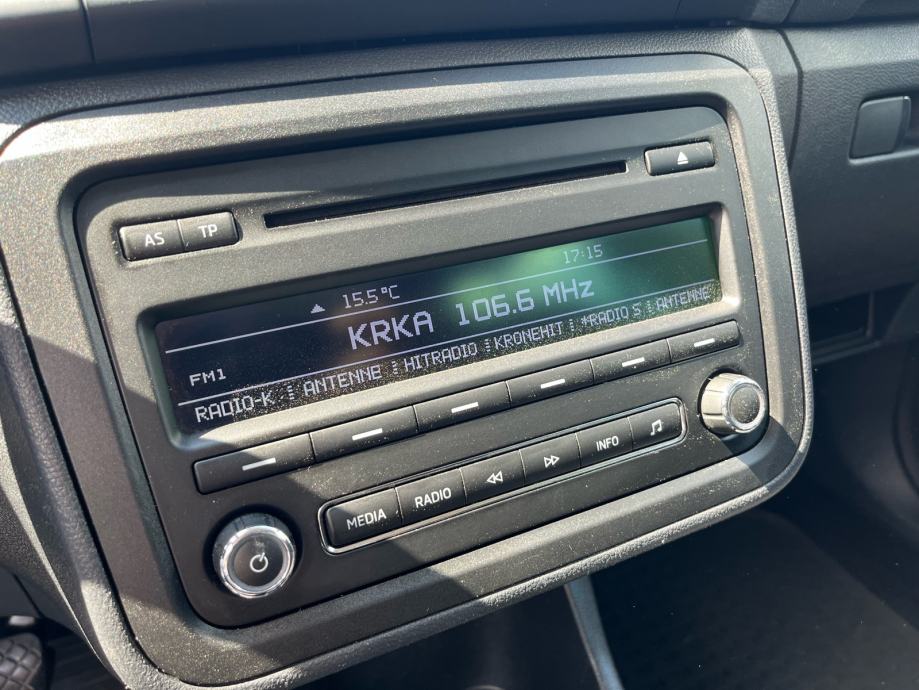 AS TP
15.5°C 17:15
KRKA 106.6 MHz
FM1
RADIO-K ANTENNE HITRADIO KRONEHIT *RADIO S ANTENNE
MEDIA RADIO INFO